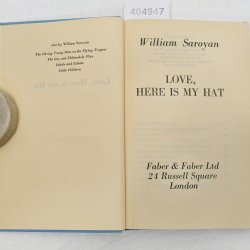 404947
also by William Saroyan
The Daring Young Man on the Flying Trapeze
The Gay and Melancholy Flux
Inhale and Exhale
Little Children
William Saroyan
LOVE,
HERE IS MY HAT
Faber & Faber Ltd
24 Russell Square
London